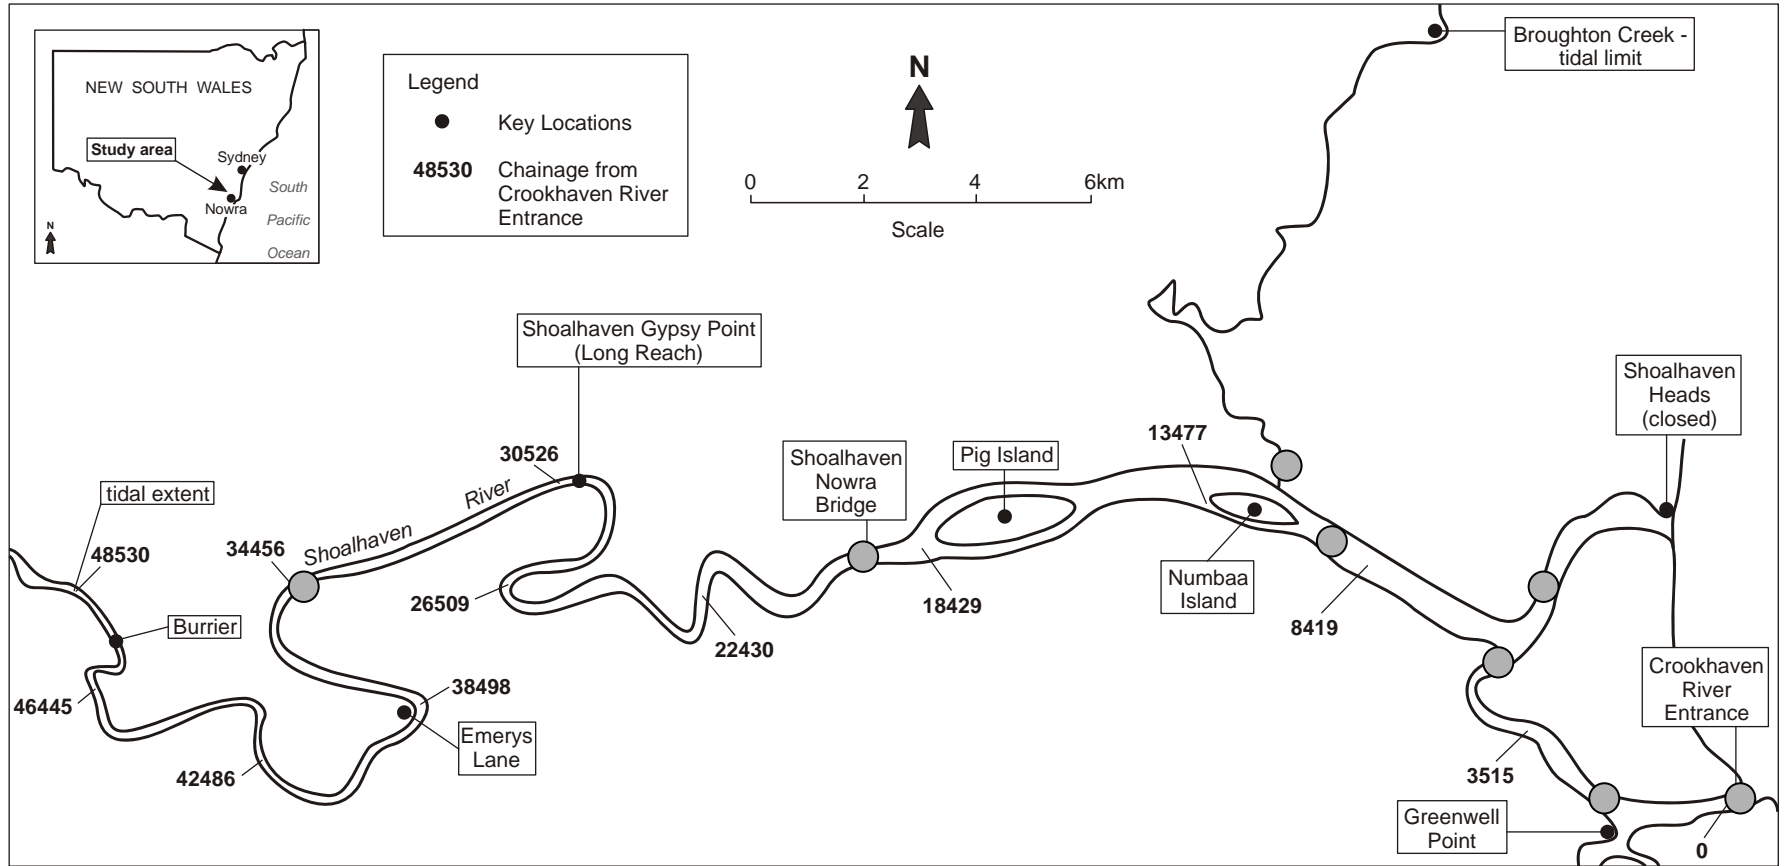 NEW SOUTH WALES
Study area
Sydney
Nowra
South
Pacific
Ocean
N
Legend
Key Locations
48530 Chainage from
Crookhaven River
Entrance
N
0 2 4 6km
Scale
Broughton Creek -
tidal limit
Shoalhaven Gypsy Point
(Long Reach)
Shoalhaven
Heads
(closed)
13477
Shoalhaven
Nowra
Bridge
Pig Island
30526
River
Shoalhaven
tidal extent
34456
48530
Numbaa
Island
26509
18429
8419
Burrier
22430
Crookhaven
River
Entrance
38498
46445
Emerys
Lane
42486
3515
Greenwell
Point
0